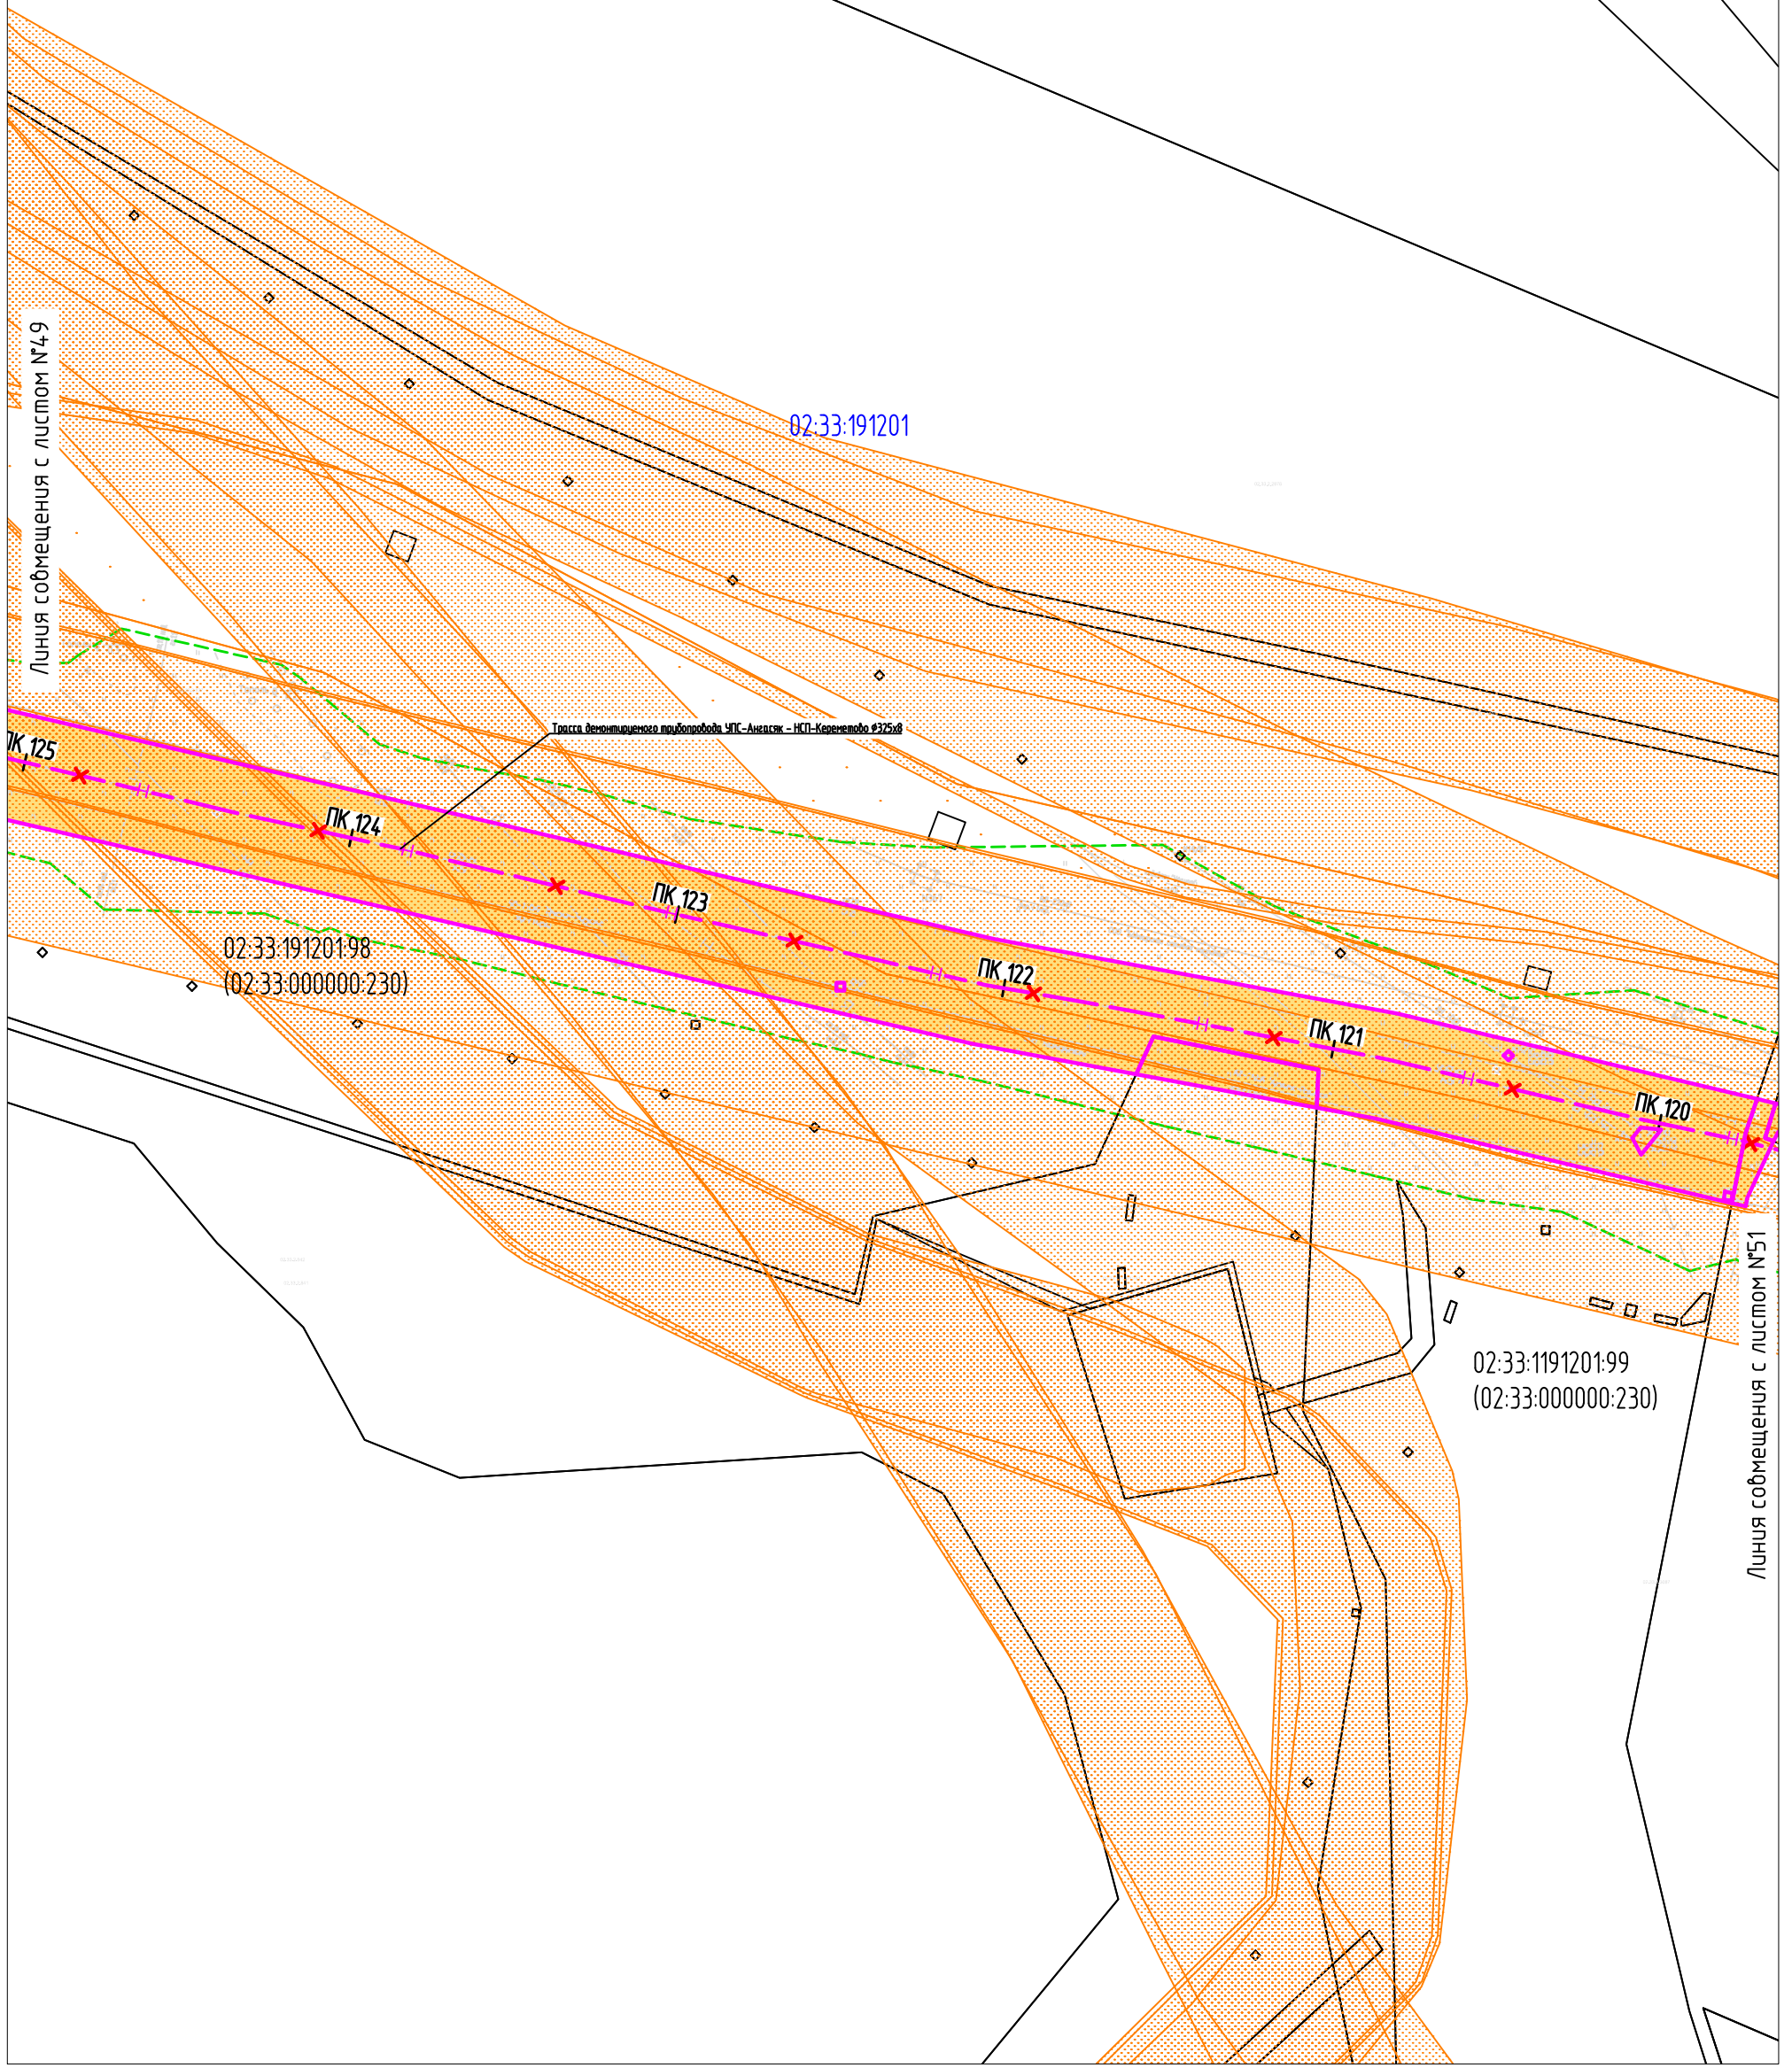 Линия совмещения с листом №49
02:33:191201
Трасса демонтируемого трубопровода УПС-Ангасяк - НСП-Кереметово Ф325х8
ПК 125
ПК 124
ПК 123
ПК 122
ПК 121
ПК 120
02:33:191201:98
(02:33:000000:230)
02:33:1191201:99
(02:33:000000:230)
Линия совмещения с листом №51